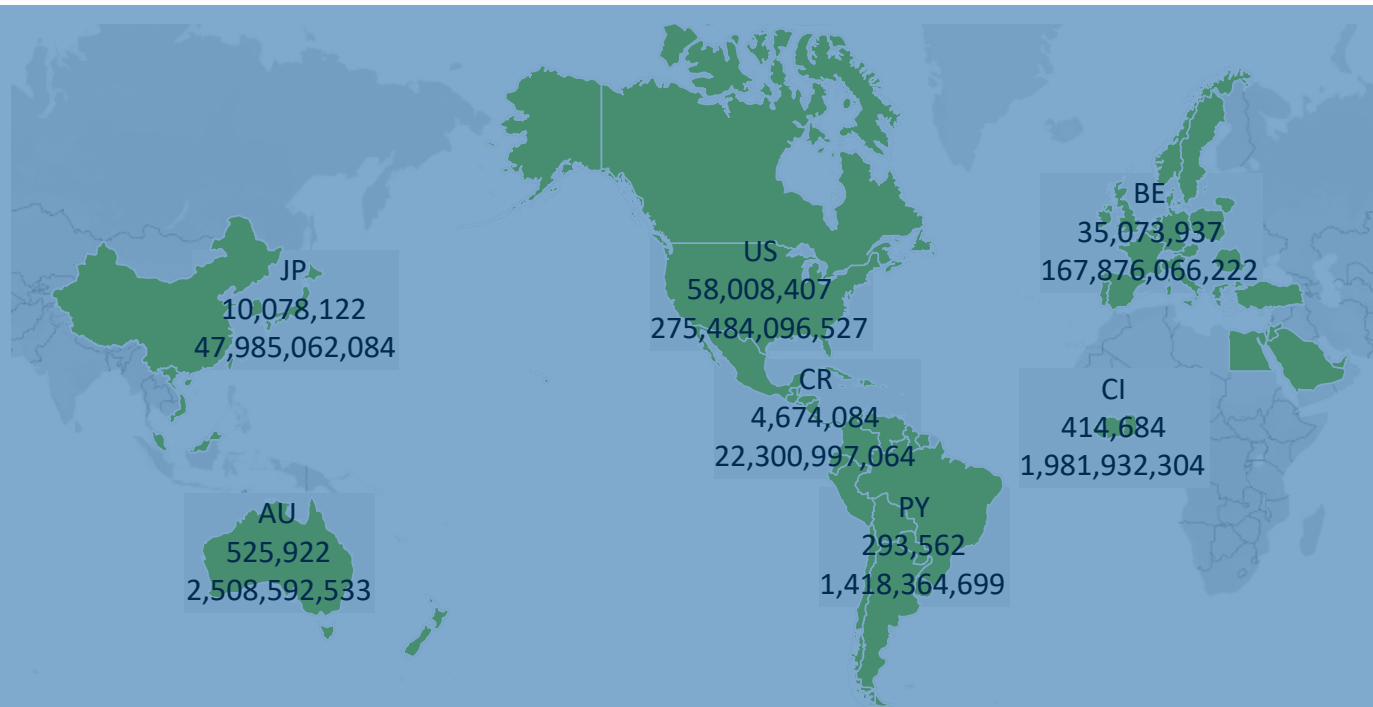 JP
10,078,122
47,985,062,084
AU
525,922
2,508,592,533
US
58,008,407
275,484,096,527
CR
4,674,084
22,300,997,064
PY
293,562
1,418,364,699
BE
35,073,937
167,876,066,222
CI
414,684
1,981,932,304